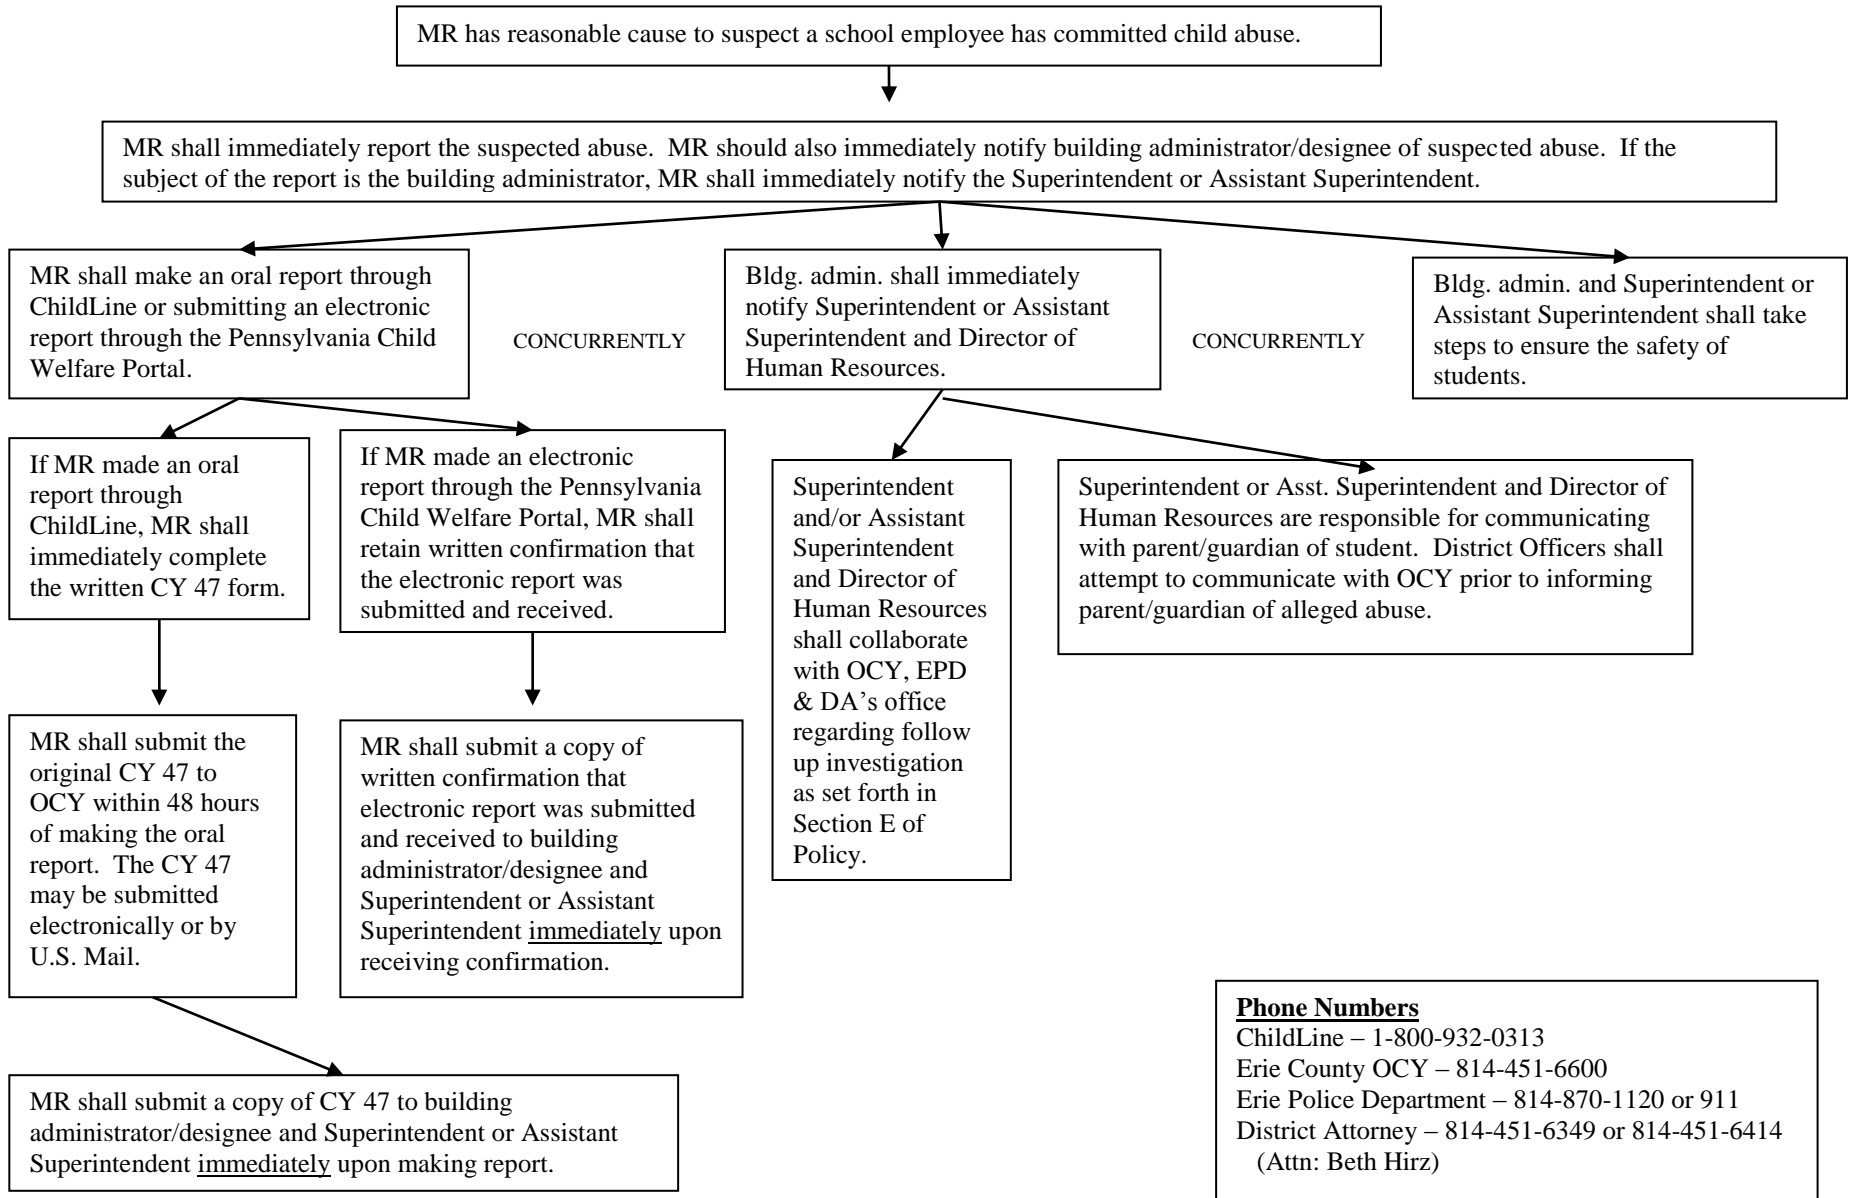 MR has reasonable cause to suspect a school employee has committed child abuse.
MR shall immediately report the suspected abuse.  MR should also immediately notify building administrator/designee of suspected abuse.  If the
subject of the report is the building administrator, MR shall immediately notify the Superintendent or Assistant Superintendent.
MR shall make an oral report through
ChildLine or submitting an electronic
report through the Pennsylvania Child
Welfare Portal.
CONCURRENTLY
Bldg. admin. shall immediately
notify Superintendent or Assistant
Superintendent and Director of
Human Resources.
CONCURRENTLY
Bldg. admin. and Superintendent or
Assistant Superintendent shall take
steps to ensure the safety of
students.
If MR made an oral
report through
ChildLine, MR shall
immediately complete
the written CY 47 form.
If MR made an electronic
report through the Pennsylvania
Child Welfare Portal, MR shall
retain written confirmation that
the electronic report was
submitted and received.
Superintendent
and/or Assistant
Superintendent
and Director of
Human Resources
shall collaborate
with OCY, EPD
& DA’s office
regarding follow
up investigation
as set forth in
Section E of
Policy.
Superintendent or Asst. Superintendent and Director of
Human Resources are responsible for communicating
with parent/guardian of student.  District Officers shall
attempt to communicate with OCY prior to informing
parent/guardian of alleged abuse.
MR shall submit the
original CY 47 to
OCY within 48 hours
of making the oral
report.  The CY 47
may be submitted
electronically or by
U.S. Mail.
MR shall submit a copy of
written confirmation that
electronic report was submitted
and received to building
administrator/designee and
Superintendent or Assistant
Superintendent immediately upon
receiving confirmation.
MR shall submit a copy of CY 47 to building
administrator/designee and Superintendent or Assistant
Superintendent immediately upon making report.
Phone Numbers
ChildLine – 1-800-932-0313
Erie County OCY – 814-451-6600
Erie Police Department – 814-870-1120 or 911
District Attorney – 814-451-6349 or 814-451-6414
(Attn: Beth Hirz)